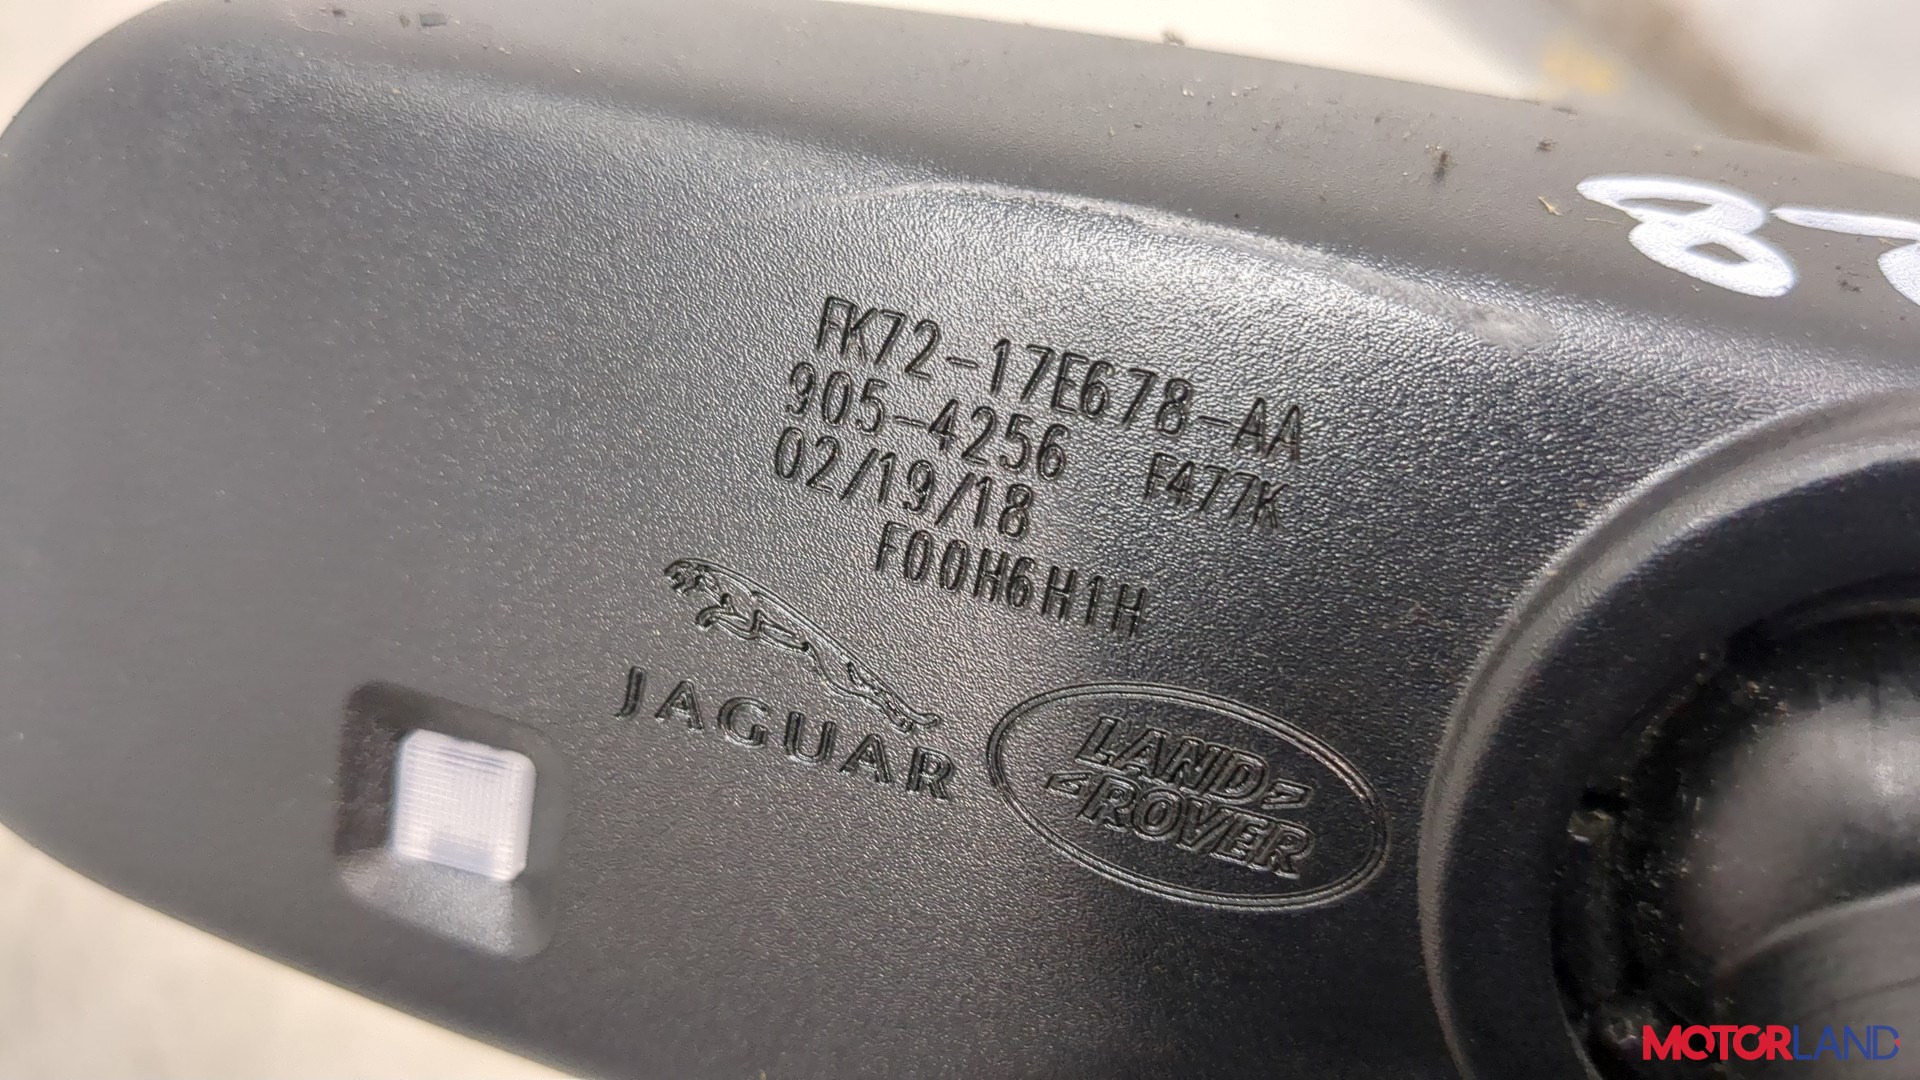 FK72-17E678-AA
905-4256 F477K
02/19/18
F00H6H1H
JAGUAR
LAND
ROVER
MOTORLAND